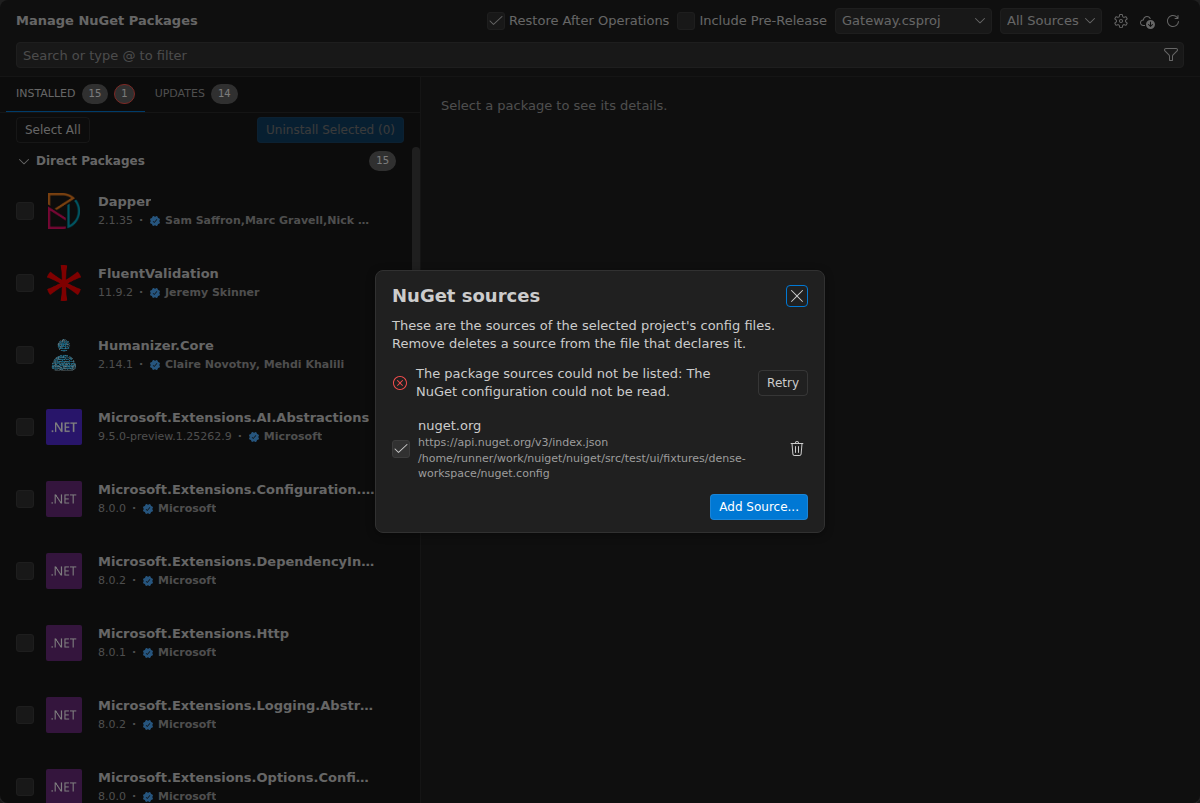 Manage NuGet Packages
Restore After Operations
Include Pre-Release
Gateway.csproj
All Sources
Search or type @ to filter
INSTALLED 15 1 UPDATES 14
Select a package to see its details.
Select All
Uninstall Selected (0)
Direct Packages 15
Dapper
2.1.35 · Sam Saffron,Marc Gravell,Nick ...
FluentValidation
11.9.2 · Jeremy Skinner
Humanizer.Core
2.14.1 · Claire Novotny, Mehdi Khalili
.NET
Microsoft.Extensions.AI.Abstractions
9.5.0-preview.1.25262.9 · Microsoft
.NET
Microsoft.Extensions.Configuration....
8.0.0 · Microsoft
.NET
Microsoft.Extensions.DependencyIn...
8.0.2 · Microsoft
.NET
Microsoft.Extensions.Http
8.0.1 · Microsoft
.NET
Microsoft.Extensions.Logging.Abstr...
8.0.2 · Microsoft
.NET
Microsoft.Extensions.Options.Confi...
8.0.0 · Microsoft
NuGet sources
These are the sources of the selected project's config files.
Remove deletes a source from the file that declares it.
The package sources could not be listed: The
NuGet configuration could not be read.
Retry
nuget.org
https://api.nuget.org/v3/index.json
/home/runner/work/nuiget/nuiget/src/test/ui/fixtures/dense-
workspace/nuget.config
Add Source...